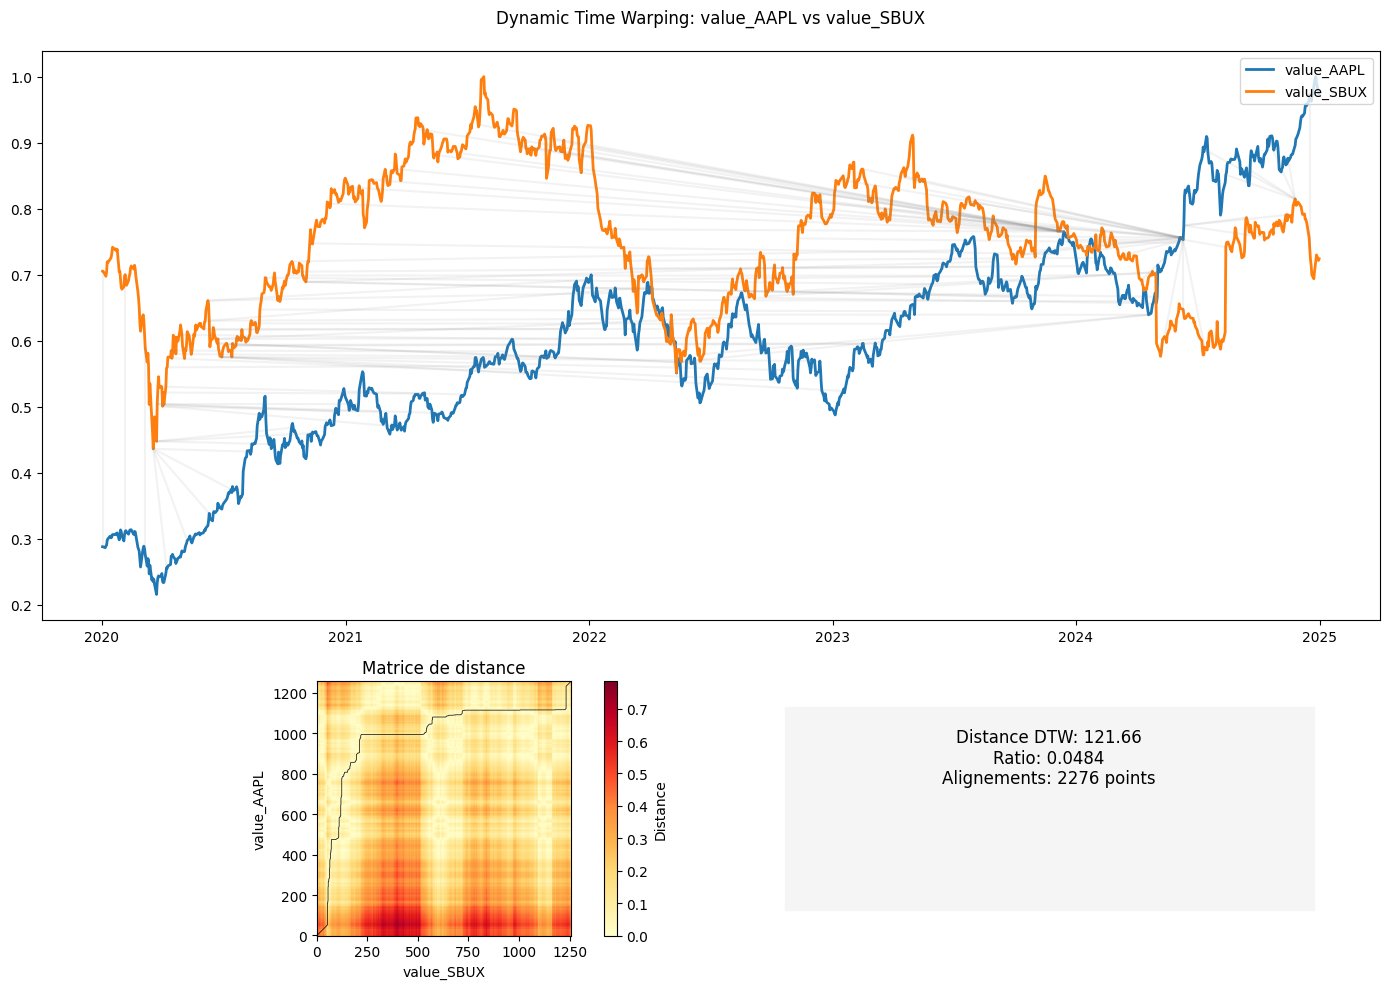 Dynamic Time Warping: value_AAPL vs value_SBUX
value_AAPL
value_SBUX
1.0
0.9
0.8
0.7
0.6
0.5
0.4
0.3
0.2
2020 2021 2022 2023 2024 2025
Matrice de distance
value_AAPL
1200
1000
800
600
400
200
0
0 250 500 750 1000 1250
value_SBUX
0.7
0.6
0.5
0.4
0.3
0.2
0.1
0.0
Distance
Distance DTW: 121.66
Ratio: 0.0484
Alignements: 2276 points